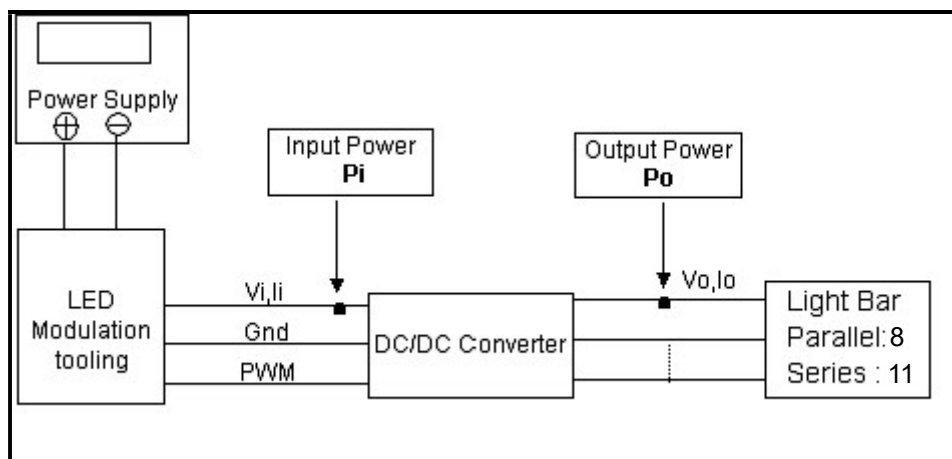 Power Supply
Input Power
Pi
Output Power
Po
LED
Modulation
tooling
Vi,Ii
Gnd
PWM
DC/DC Converter
Vo,Io
Light Bar
Parallel: 8
Series : 11